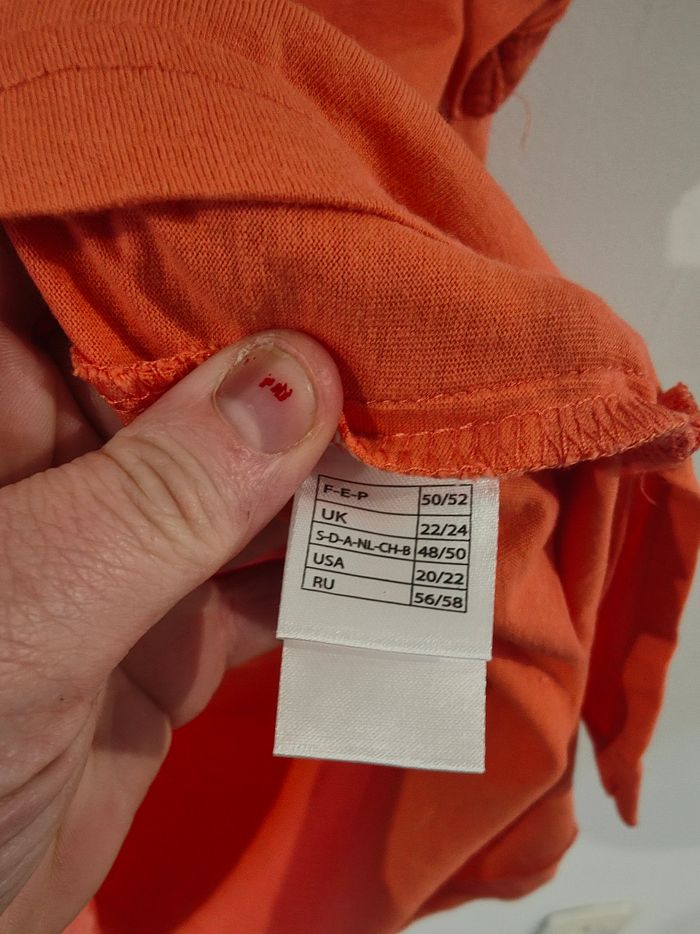 F-E-P 50/52
UK 22/24
S-D-A-NL-CH-B 48/50
USA 20/22
RU 56/58